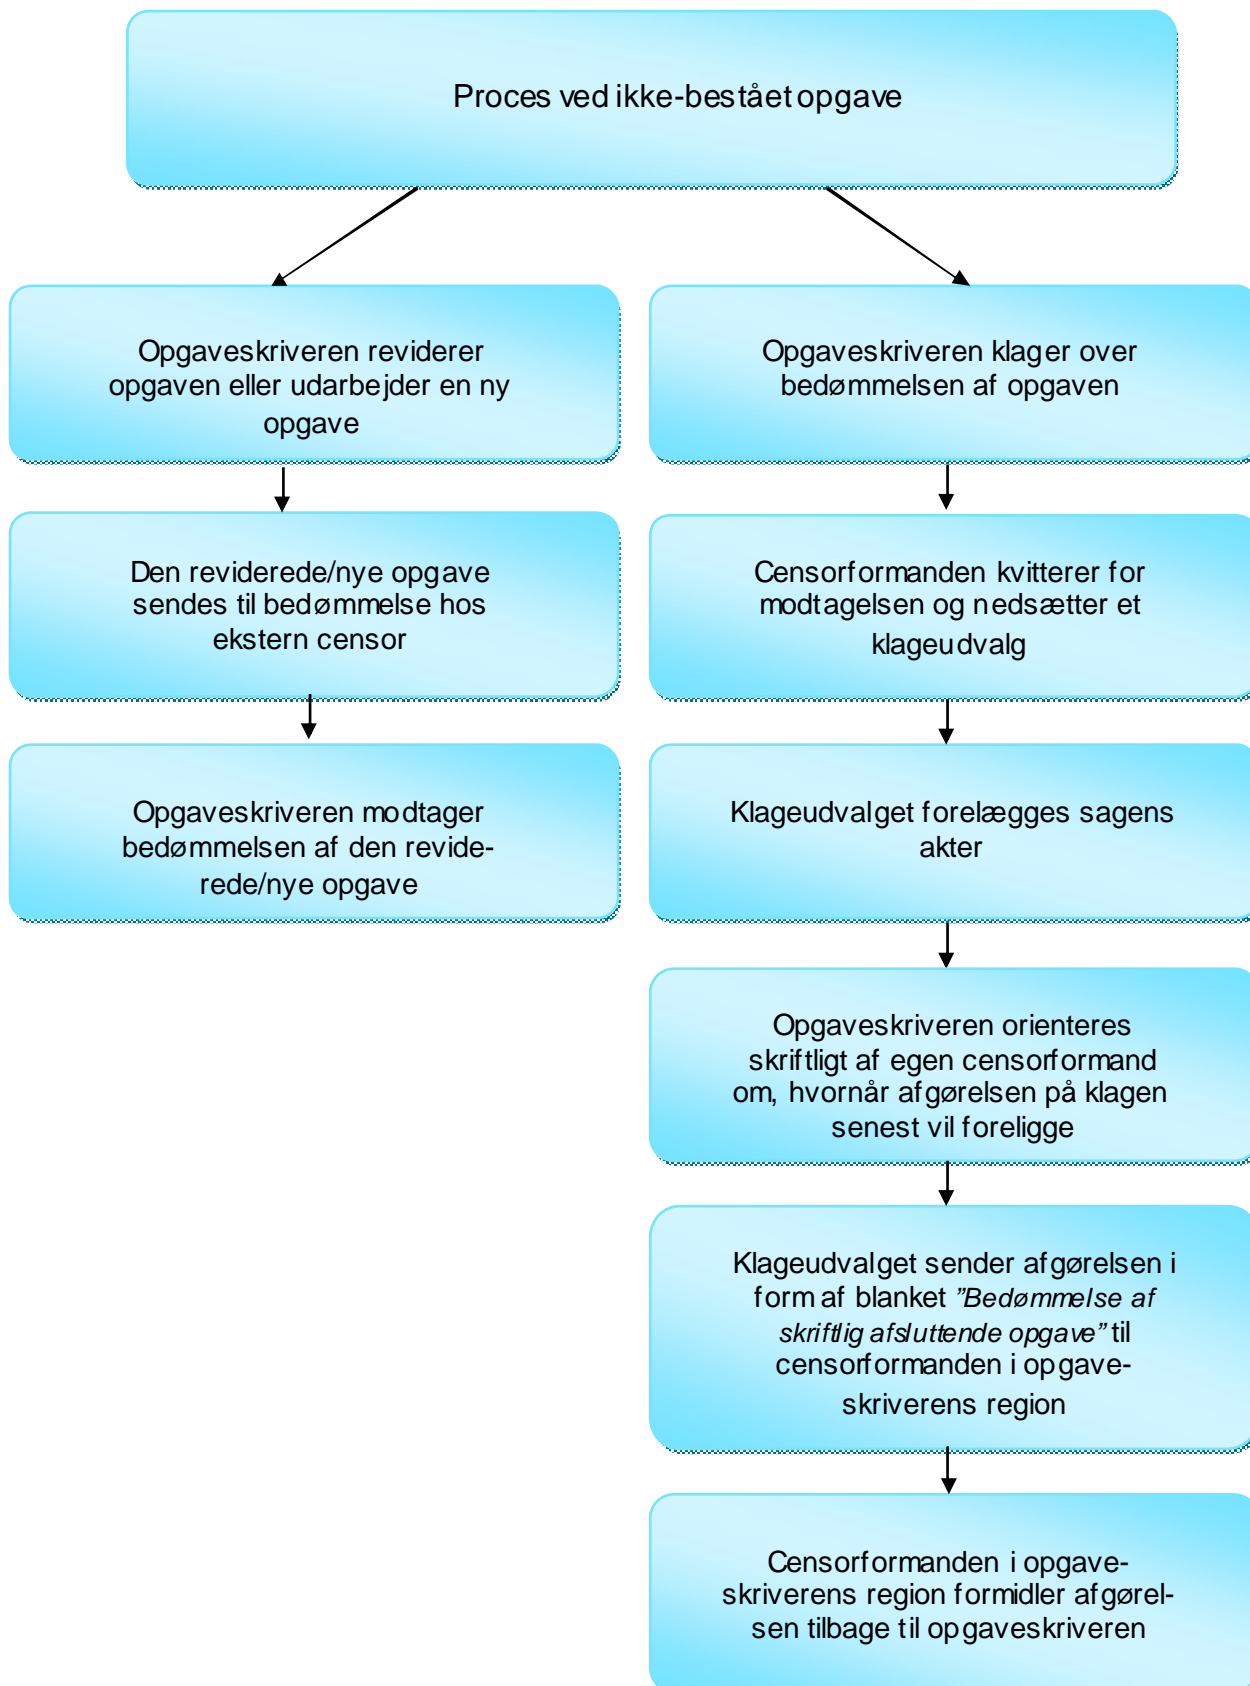 Proces ved ikke-bestået opgave
Opgaveskriveren reviderer
opgaven eller udarbejder en ny
opgave
Den reviderede/nye opgave
sendes til bedømmelse hos
ekstern censor
Opgaveskriveren modtager
bedømmelsen af den revide-
rede/nye opgave
Opgaveskriveren klager over
bedømmelsen af opgaven
Censorformanden kvitterer for
modtagelsen og nedsætter et
klageudvalg
Klageudvalget forelægges sagens
akter
Opgaveskriveren orienteres
skriftligt af egen censorformand
om, hvornår afgørelsen på klagen
senest vil foreligge
Klageudvalget sender afgørelsen i
form af blanket ”Bedømmelse af
skriftlig afsluttende opgave” til
censorformanden i opgave-
skriverens region
Censorformanden i opgave-
skriverens region formidler afgørel-
sen tilbage til opgaveskriveren